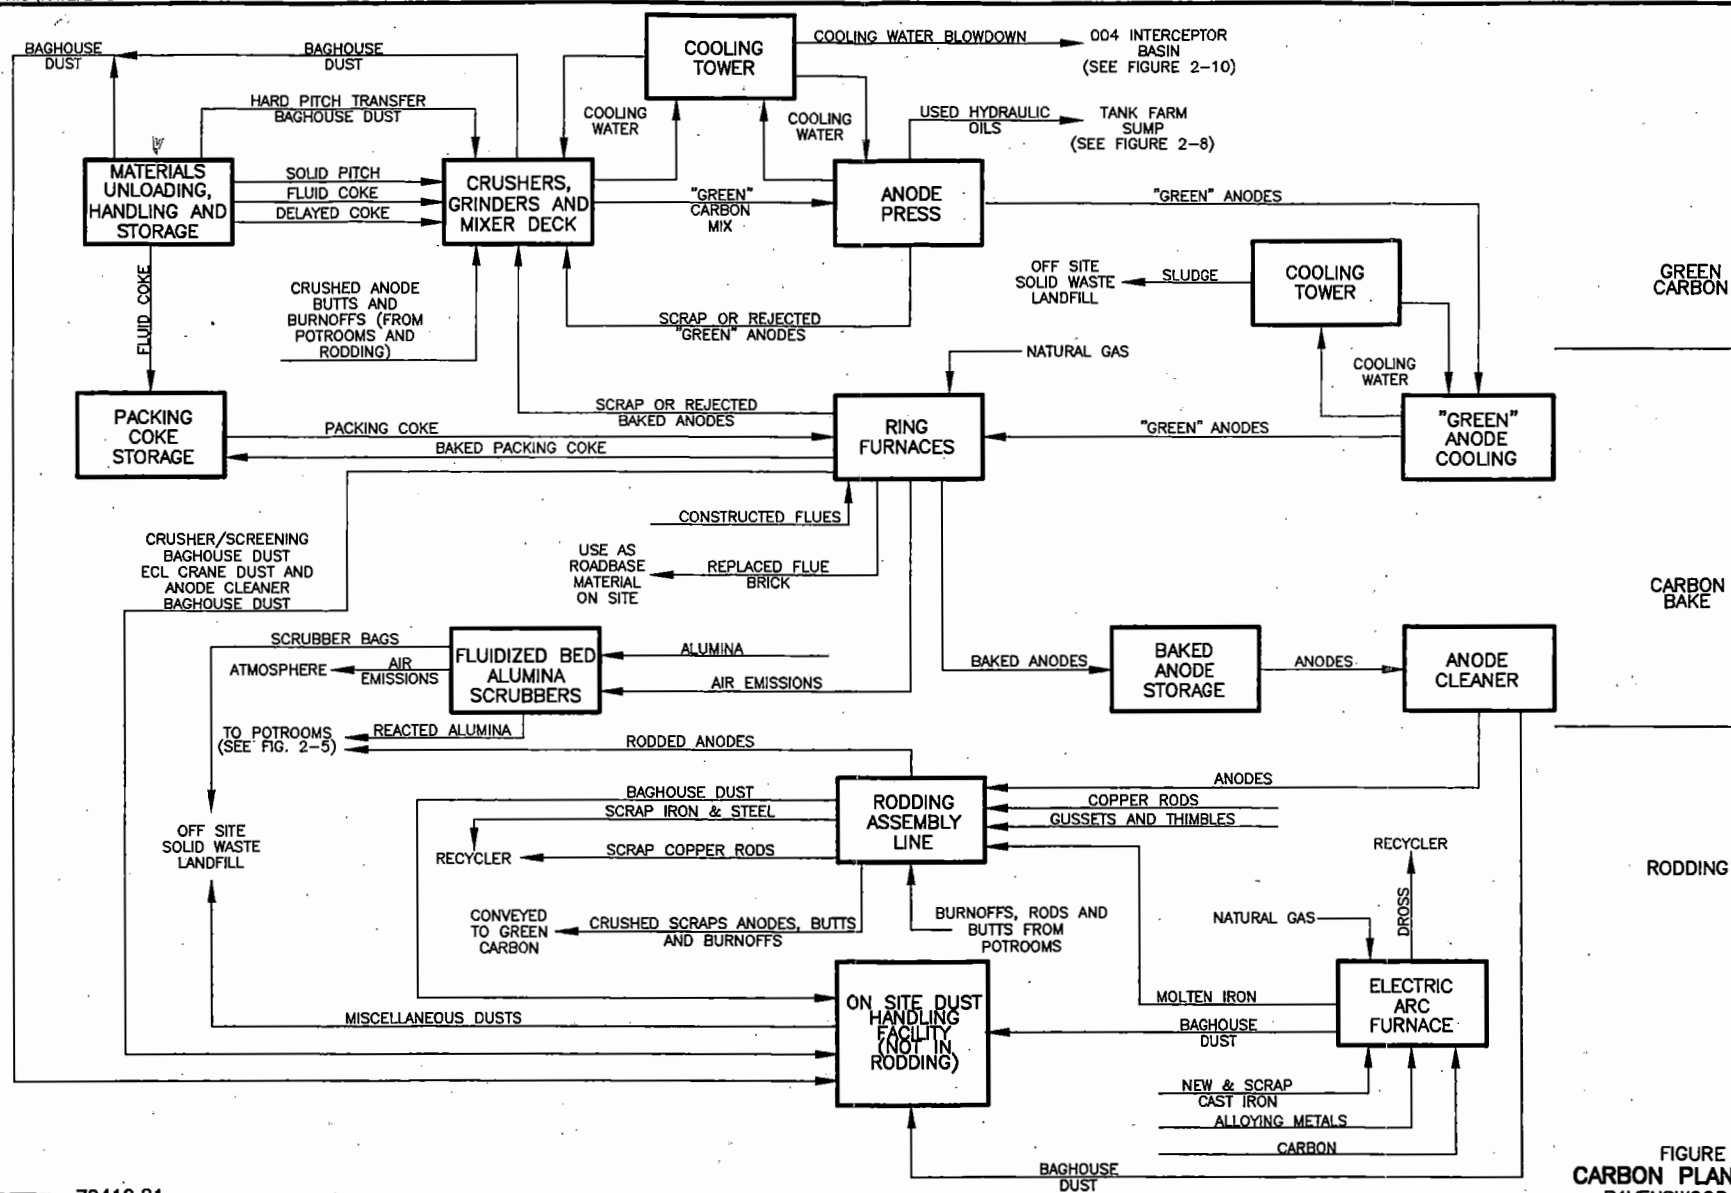 BAGHOUSE
DUST
BAGHOUSE
DUST
HARD PITCH TRANSFER
BAGHOUSE DUST
COOLING
TOWER
COOLING WATER BLOWDOWN
004 INTERCEPTOR
BASIN
(SEE FIGURE 2-10)
COOLING
WATER
COOLING
WATER
USED HYDRAULIC
OILS
TANK FARM
SUMP
(SEE FIGURE 2-8)
MATERIALS
UNLOADING,
HANDLING AND
STORAGE
SOLID PITCH
FLUID COKE
DELAYED COKE
CRUSHERS,
GRINDERS AND
MIXER DECK
"GREEN"
CARBON
MIX
ANODE
PRESS
"GREEN" ANODES
FLUID COKE
CRUSHED ANODE
BUTTS AND
BURNOFFS (FROM
POTROOMS AND
RODDING)
SCRAP OR REJECTED
"GREEN" ANODES
OFF SITE
SOLID WASTE
LANDFILL
SLUDGE
COOLING
TOWER
GREEN
CARBON
NATURAL GAS
COOLING
WATER
PACKING
COKE
STORAGE
SCRAP OR REJECTED
BAKED ANODES
PACKING COKE
BAKED PACKING COKE
RING
FURNACES
"GREEN" ANODES
"GREEN"
ANODE
COOLING
CONSTRUCTED FLUES
CRUSHER/SCREENING
BAGHOUSE DUST
ECL CRANE DUST AND
ANODE CLEANER
BAGHOUSE DUST
USE AS
ROADBASE
MATERIAL
ON SITE
REPLACED FLUE
BRICK
CARBON
BAKE
SCRUBBER BAGS
ATMOSPHERE
AIR
EMISSIONS
FLUIDIZED BED
ALUMINA
SCRUBBERS
ALUMINA
AIR EMISSIONS
BAKED ANODES
BAKED
ANODE
STORAGE
ANODES
ANODE
CLEANER
TO POTROOMS
(SEE FIG. 2-5)
REACTED ALUMINA
RODDED ANODES
BAGHOUSE DUST
SCRAP IRON & STEEL
RECYCLER
SCRAP COPPER RODS
RODDING
ASSEMBLY
LINE
ANODES
COPPER RODS
GUSSETS AND THIMBLES
OFF SITE
SOLID WASTE
LANDFILL
RECYCLER
RODDING
CONVEYED
TO GREEN
CARBON
CRUSHED SCRAPS ANODES, BUTTS
AND BURNOFFS
BURNOFFS, RODS AND
BUTTS FROM
POTROOMS
NATURAL GAS
DROSS
ON SITE DUST
HANDLING
FACILITY
(NOT IN
RODDING)
MISCELLANEOUS DUSTS
MOLTEN IRON
BAGHOUSE
DUST
ELECTRIC
ARC
FURNACE
NEW & SCRAP
CAST IRON
ALLOYING METALS
CARBON
BAGHOUSE
DUST
FIGURE
CARBON PLAN